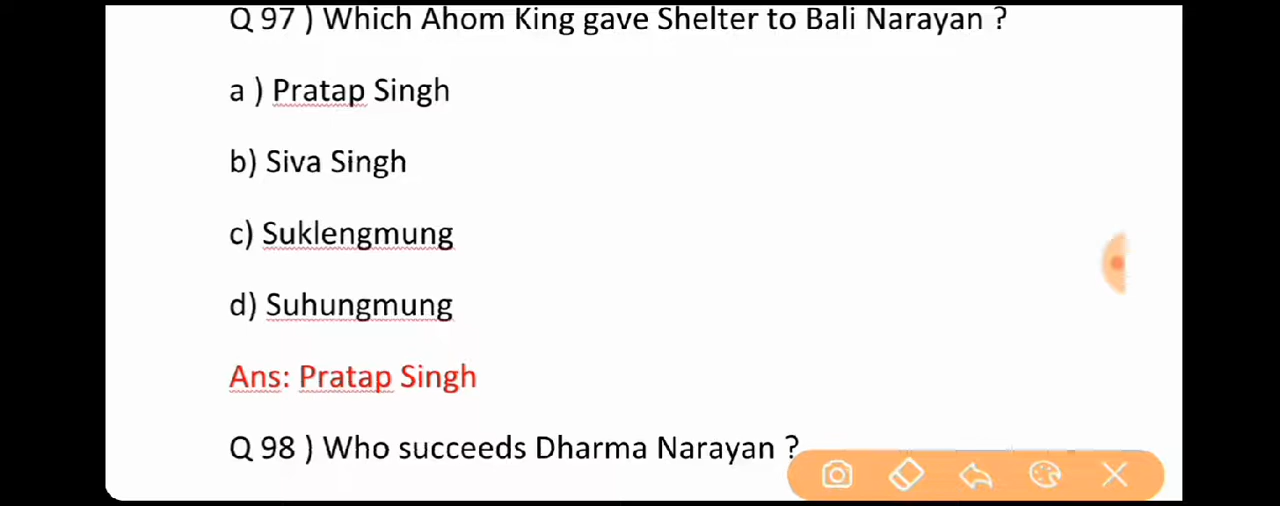 Q 97 ) Which Ahom King gave Shelter to Bali Narayan ?
a ) Pratap Singh
b) Siva Singh
c) Suklengmung
d) Suhungmung
Ans: Pratap Singh
Q 98 ) Who succeeds Dharma Narayan ?